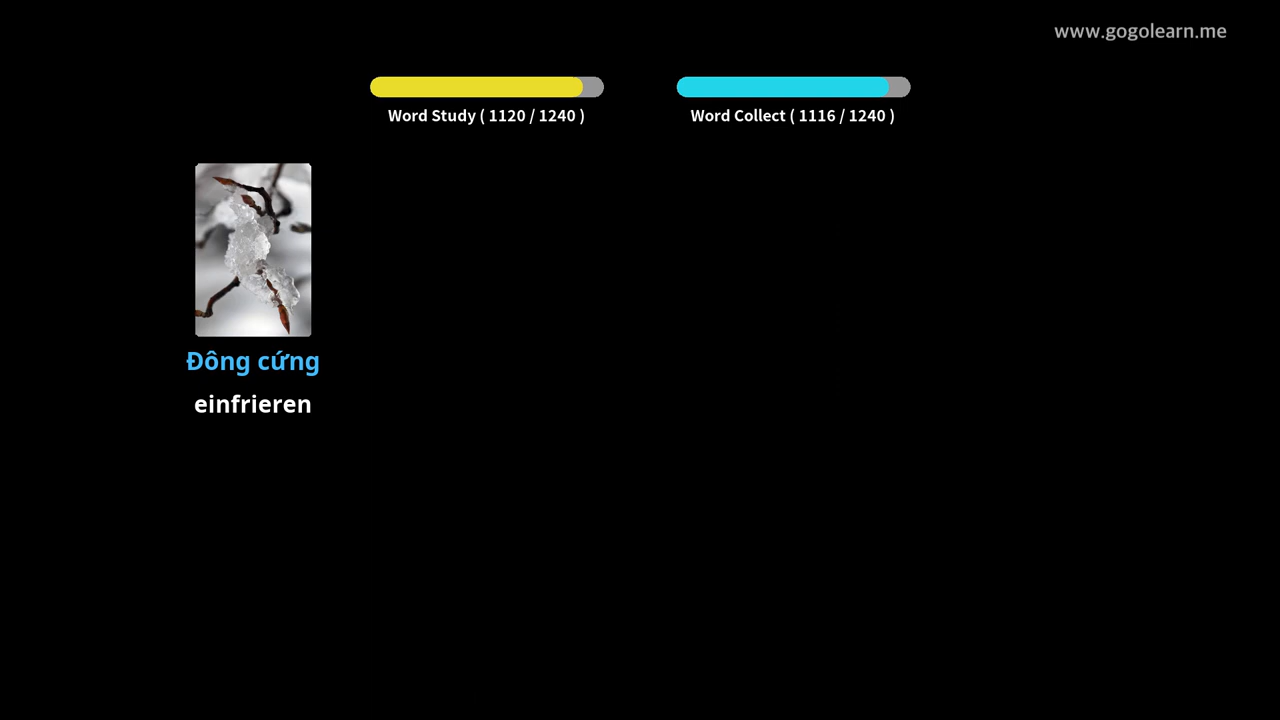 www.gogolearn.me
Word Study ( 1120 / 1240 )
Word Collect ( 1116 / 1240 )
Đông cứng
einfrieren